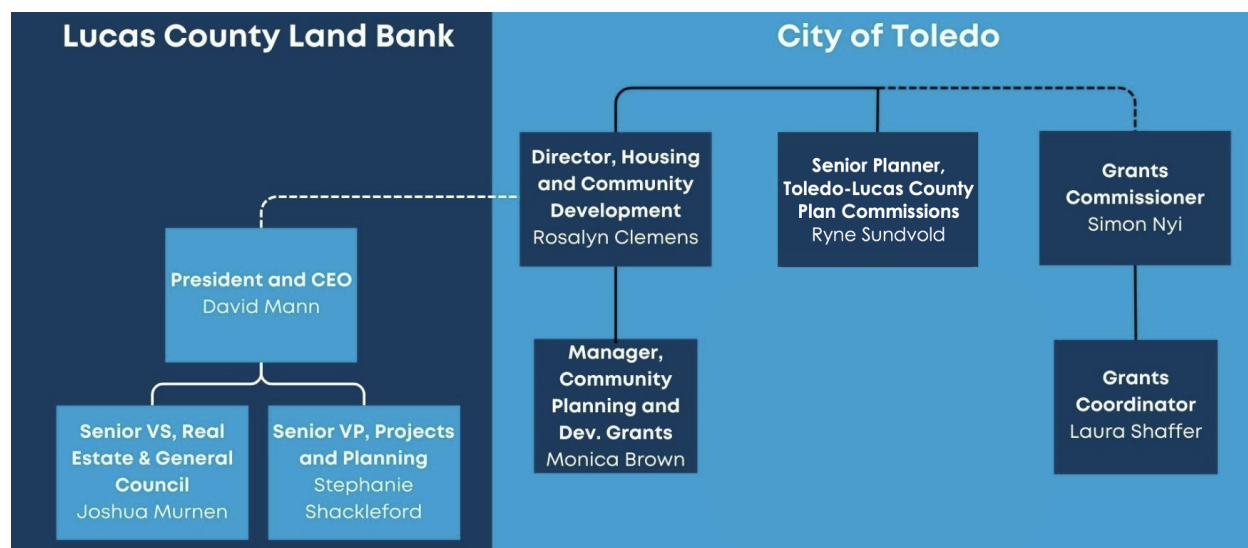 Lucas County Land Bank
City of Toledo
Director, Housing
and Community
Development
Rosalyn Clemens
Senior Planner,
Toledo-Lucas County
Plan Commissions
Ryne Sundvold
Grants
Commissioner
Simon Nyi
President and CEO
David Mann
Manager,
Community
Planning and
Dev. Grants
Monica Brown
Grants
Coordinator
Laura Shaffer
Senior VS, Real
Estate & General
Council
Joshua Murnen
Senior VP, Projects
and Planning
Stephanie
Shackleford